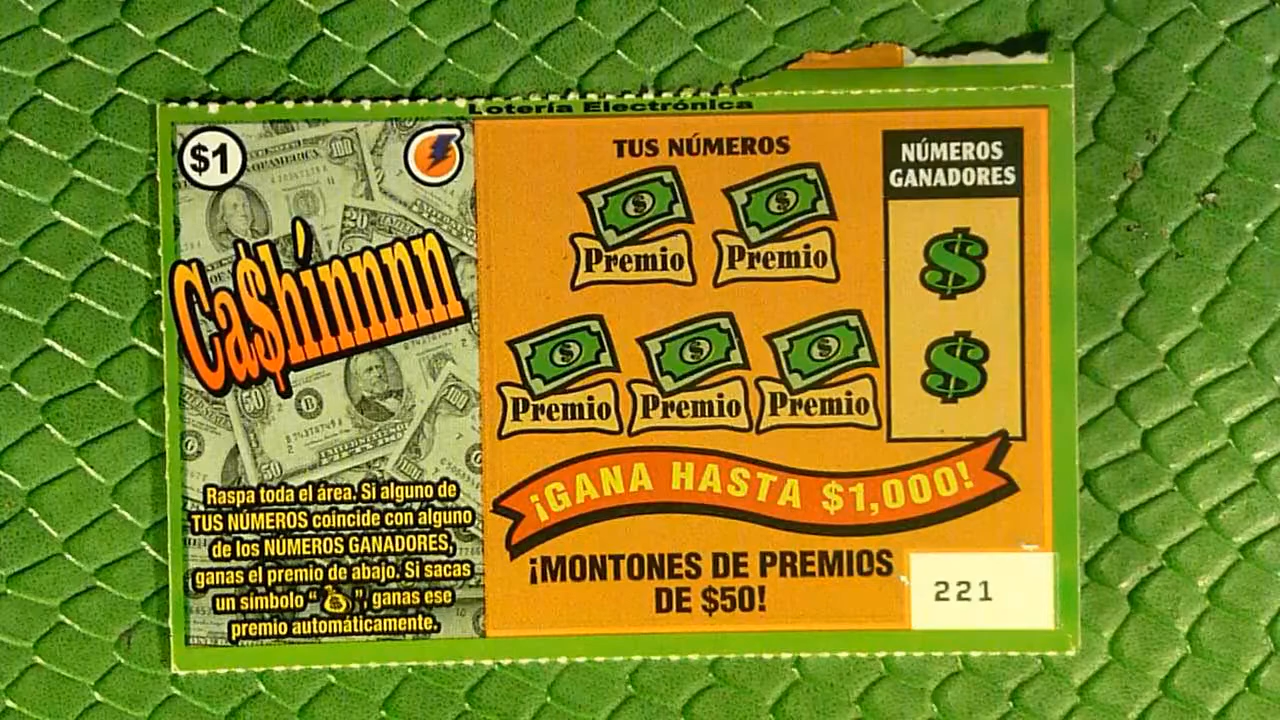 Lotería Electrónica
$1
Ca$hínnnnn
Raspa toda el área. Si alguno de
TUS NÚMEROS coincide con alguno
de los NÚMEROS GANADORES,
ganas el premio de abajo. Si sacas
un símbolo " ", ganas ese
premio automáticamente.
TUS NÚMEROS
Premio Premio
Premio Premio Premio
NÚMEROS
GANADORES
$
$
¡GANA HASTA $1,000!
¡MONTONES DE PREMIOS
DE $50!
221